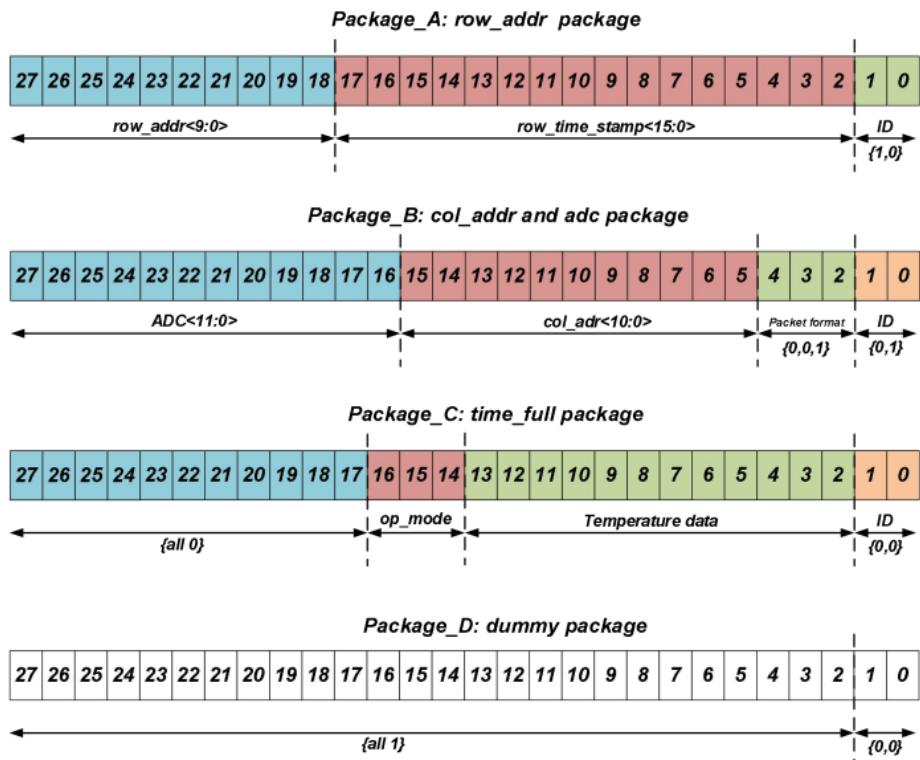 Package_A: row_addr package
27 26 25 24 23 22 21 20 19 18 17 16 15 14 13 12 11 10 9 8 7 6 5 4 3 2 1 0
row_addr<9:0> row_time_stamp<15:0> ID
{1,0}
Package_B: col_addr and adc package
27 26 25 24 23 22 21 20 19 18 17 16 15 14 13 12 11 10 9 8 7 6 5 4 3 2 1 0
ADC<11:0> col_adr<10:0> Packet format ID
{0,0,1} {0,1}
Package_C: time_full package
27 26 25 24 23 22 21 20 19 18 17 16 15 14 13 12 11 10 9 8 7 6 5 4 3 2 1 0
op_mode Temperature data ID
{all 0} {0,0}
Package_D: dummy package
27 26 25 24 23 22 21 20 19 18 17 16 15 14 13 12 11 10 9 8 7 6 5 4 3 2 1 0
{all 1} {0,0}